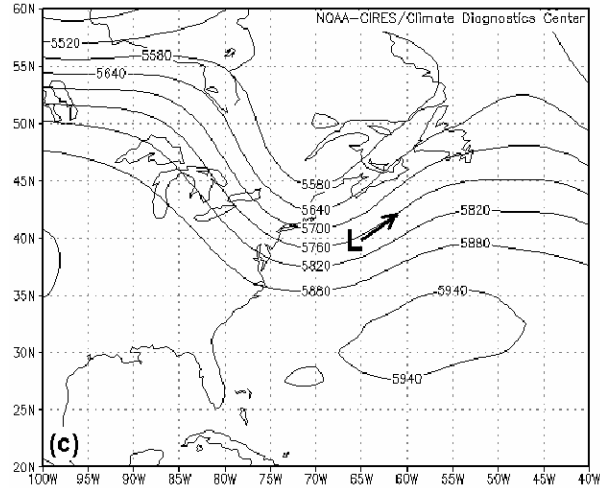 60N NOAA-CIRES/Climate Diagnostics Center
5520
5580
55N
5640
50N
45N
5580
5640
5700
5820
40N
L
5760
5880
5820
35N
5880
5940
30N
5940
25N
(c)
20N
100W 95W 90W 85W 80W 75W 70W 65W 60W 55W 50W 45W 40W